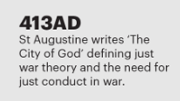 413AD
St Augustine writes ‘The
City of God’ defining just
war theory and the need for
just conduct in war.